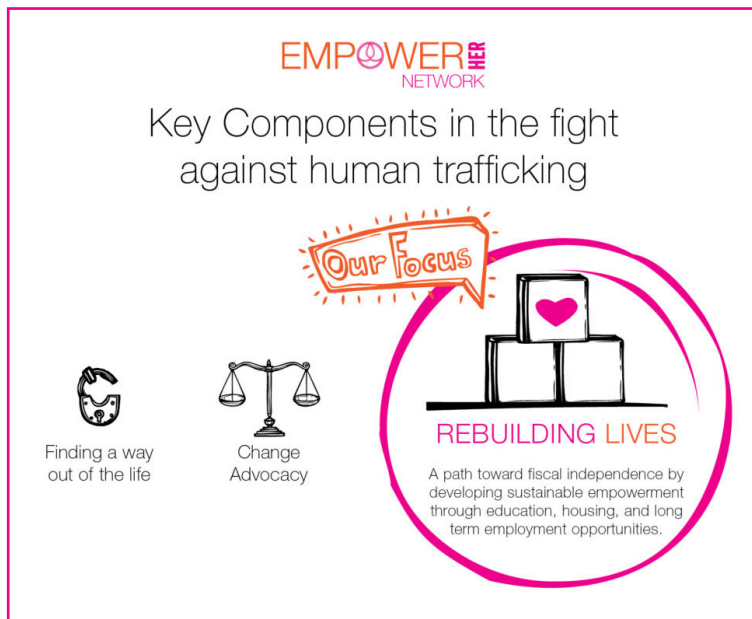 EMPOWER HER
NETWORK
Key Components in the fight
against human trafficking
Our Focus
Finding a way
out of the life
Change
Advocacy
REBUILDING LIVES
A path toward fiscal independence by
developing sustainable empowerment
through education, housing, and long
term employment opportunities.